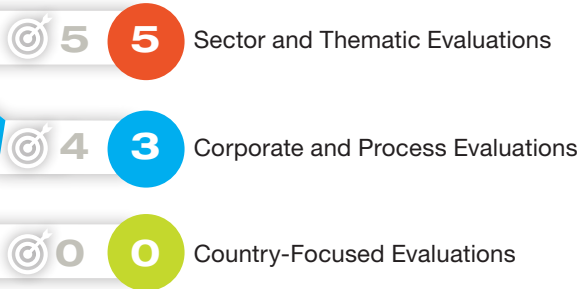 5 5 Sector and Thematic Evaluations
4 3 Corporate and Process Evaluations
0 0 Country-Focused Evaluations